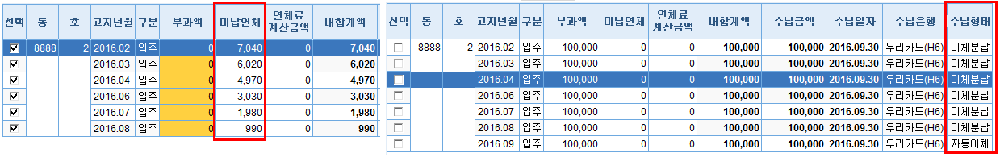 선택 동 호 고지년월 구분 부과액 미납연체 연체료 계산금액 내합계액
8888 2 2016.02 입주 0 7,040 0 7,040
2016.03 입주 0 6,020 0 6,020
2016.04 입주 0 4,970 0 4,970
2016.06 입주 0 3,030 0 3,030
2016.07 입주 0 1,980 0 1,980
2016.08 입주 0 990 0 990
선택 동 호 고지년월 구분 부과액 미납연체 연체료 계산금액 내합계액 수납금액 수납일자 수납은행 수납형태
8888 2 2016.02 입주 100,000 0 0 100,000 100,000 2016.09.30 우리카드(H6) 이체분납
2016.03 입주 100,000 0 0 100,000 100,000 2016.09.30 우리카드(H6) 이체분납
2016.04 입주 100,000 0 0 100,000 100,000 2016.09.30 우리카드(H6) 이체분납
2016.06 입주 100,000 0 0 100,000 100,000 2016.09.30 우리카드(H6) 이체분납
2016.07 입주 100,000 0 0 100,000 100,000 2016.09.30 우리카드(H6) 이체분납
2016.08 입주 100,000 0 0 100,000 100,000 2016.09.30 우리카드(H6) 이체분납
2016.09 입주 100,000 0 0 100,000 100,000 2016.09.30 우리카드(H6) 자동이체